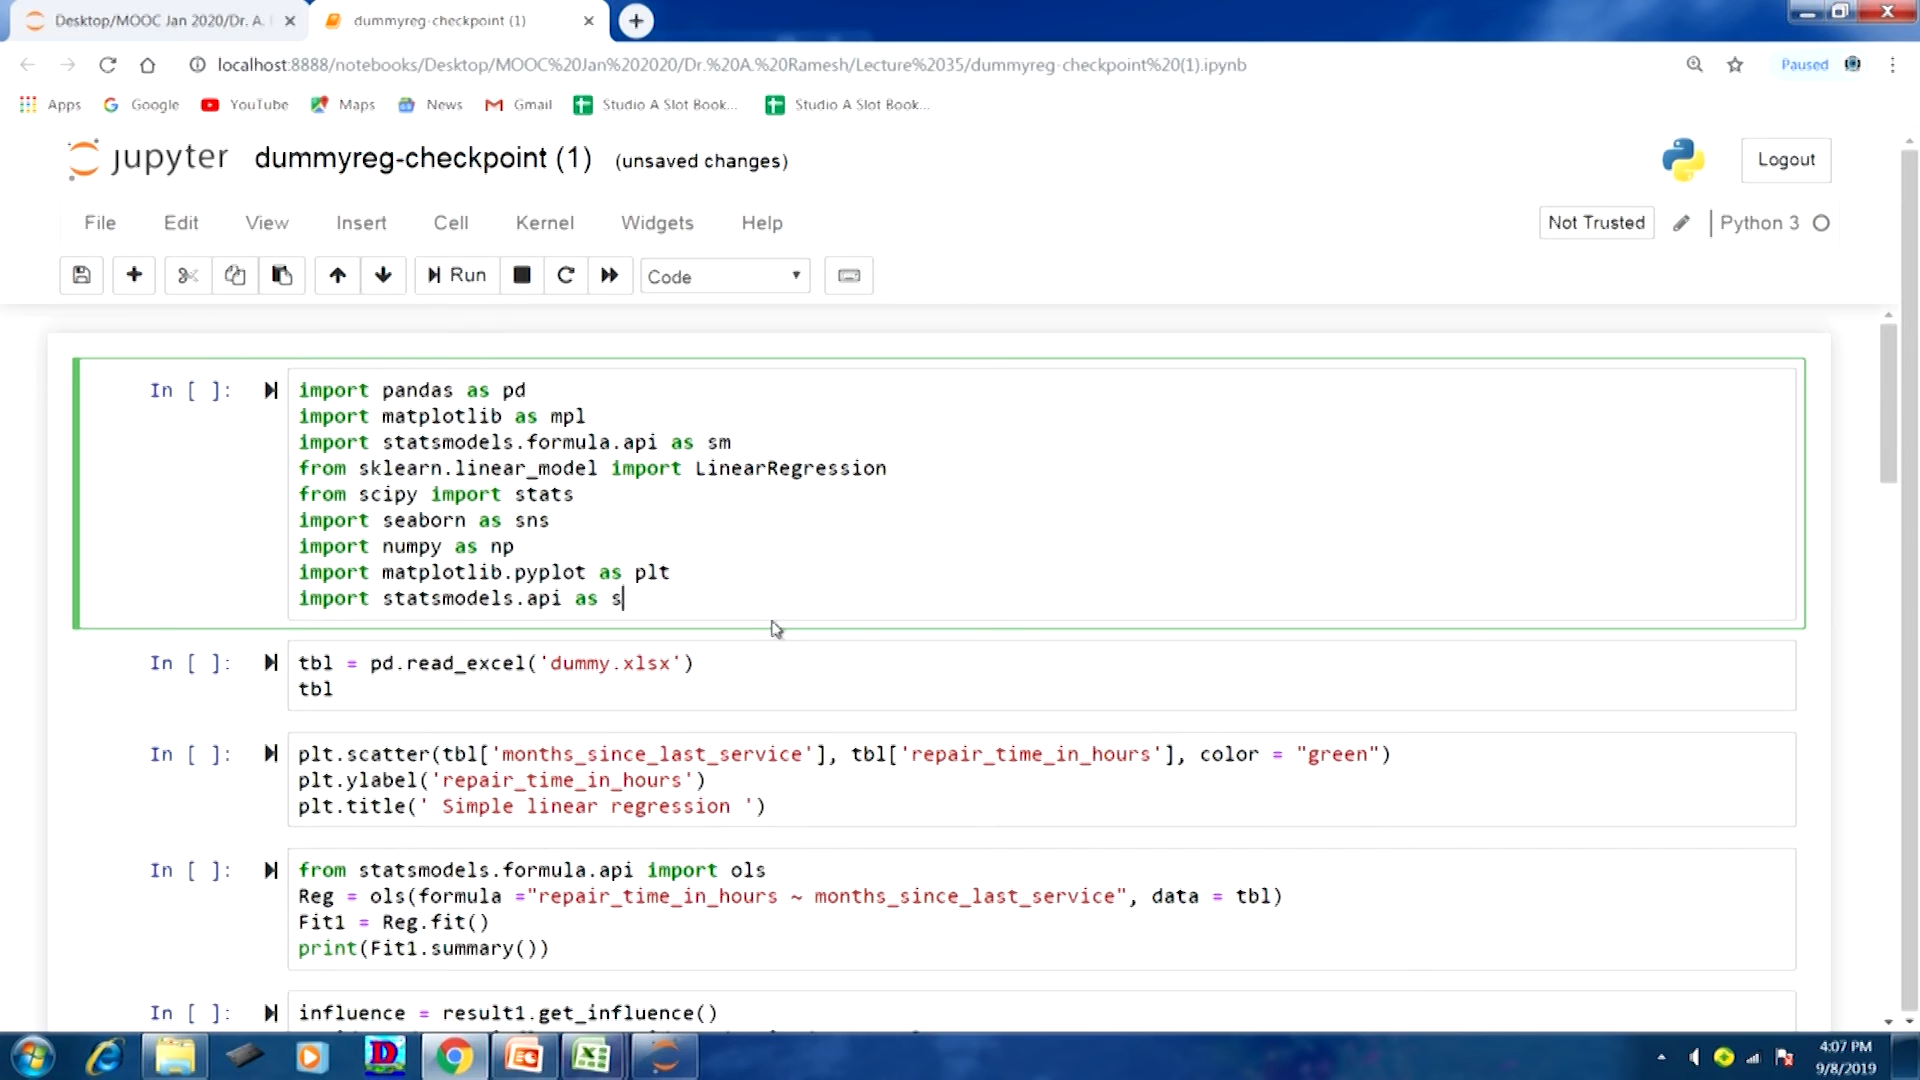 Desktop/MOOC Jan 2020/Dr. A.
dummyreg-checkpoint (1)
localhost:8888/notebooks/Desktop/MOOC%20Jan%202020/Dr.%20A.%20Ramesh/Lecture%2035/dummyreg-checkpoint%20(1).ipynb
Paused
Apps Google YouTube Maps News Gmail Studio A Slot Book... Studio A Slot Book...
jupyter dummyreg-checkpoint (1) (unsaved changes)
Logout
File Edit View Insert Cell Kernel Widgets Help
Not Trusted Python 3
Run Code
In [ ]:
import pandas as pd
import matplotlib as mpl
import statsmodels.formula.api as sm
from sklearn.linear_model import LinearRegression
from scipy import stats
import seaborn as sns
import numpy as np
import matplotlib.pyplot as plt
import statsmodels.api as s
In [ ]:
tbl = pd.read_excel('dummy.xlsx')
tbl
In [ ]:
plt.scatter(tbl['months_since_last_service'], tbl['repair_time_in_hours'], color = "green")
plt.ylabel('repair_time_in_hours')
plt.title(' Simple linear regression ')
In [ ]:
from statsmodels.formula.api import ols
Reg = ols(formula ="repair_time_in_hours ~ months_since_last_service", data = tbl)
Fit1 = Reg.fit()
print(Fit1.summary())
In [ ]:
influence = result1.get_influence()
4:07 PM
9/8/2019